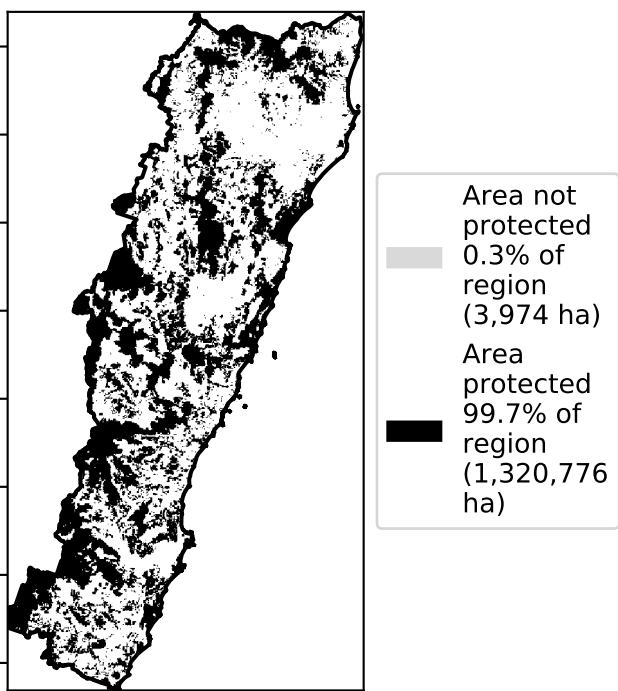 Area not
protected
0.3% of
region
(3,974 ha)
Area
protected
99.7% of
region
(1,320,776
ha)